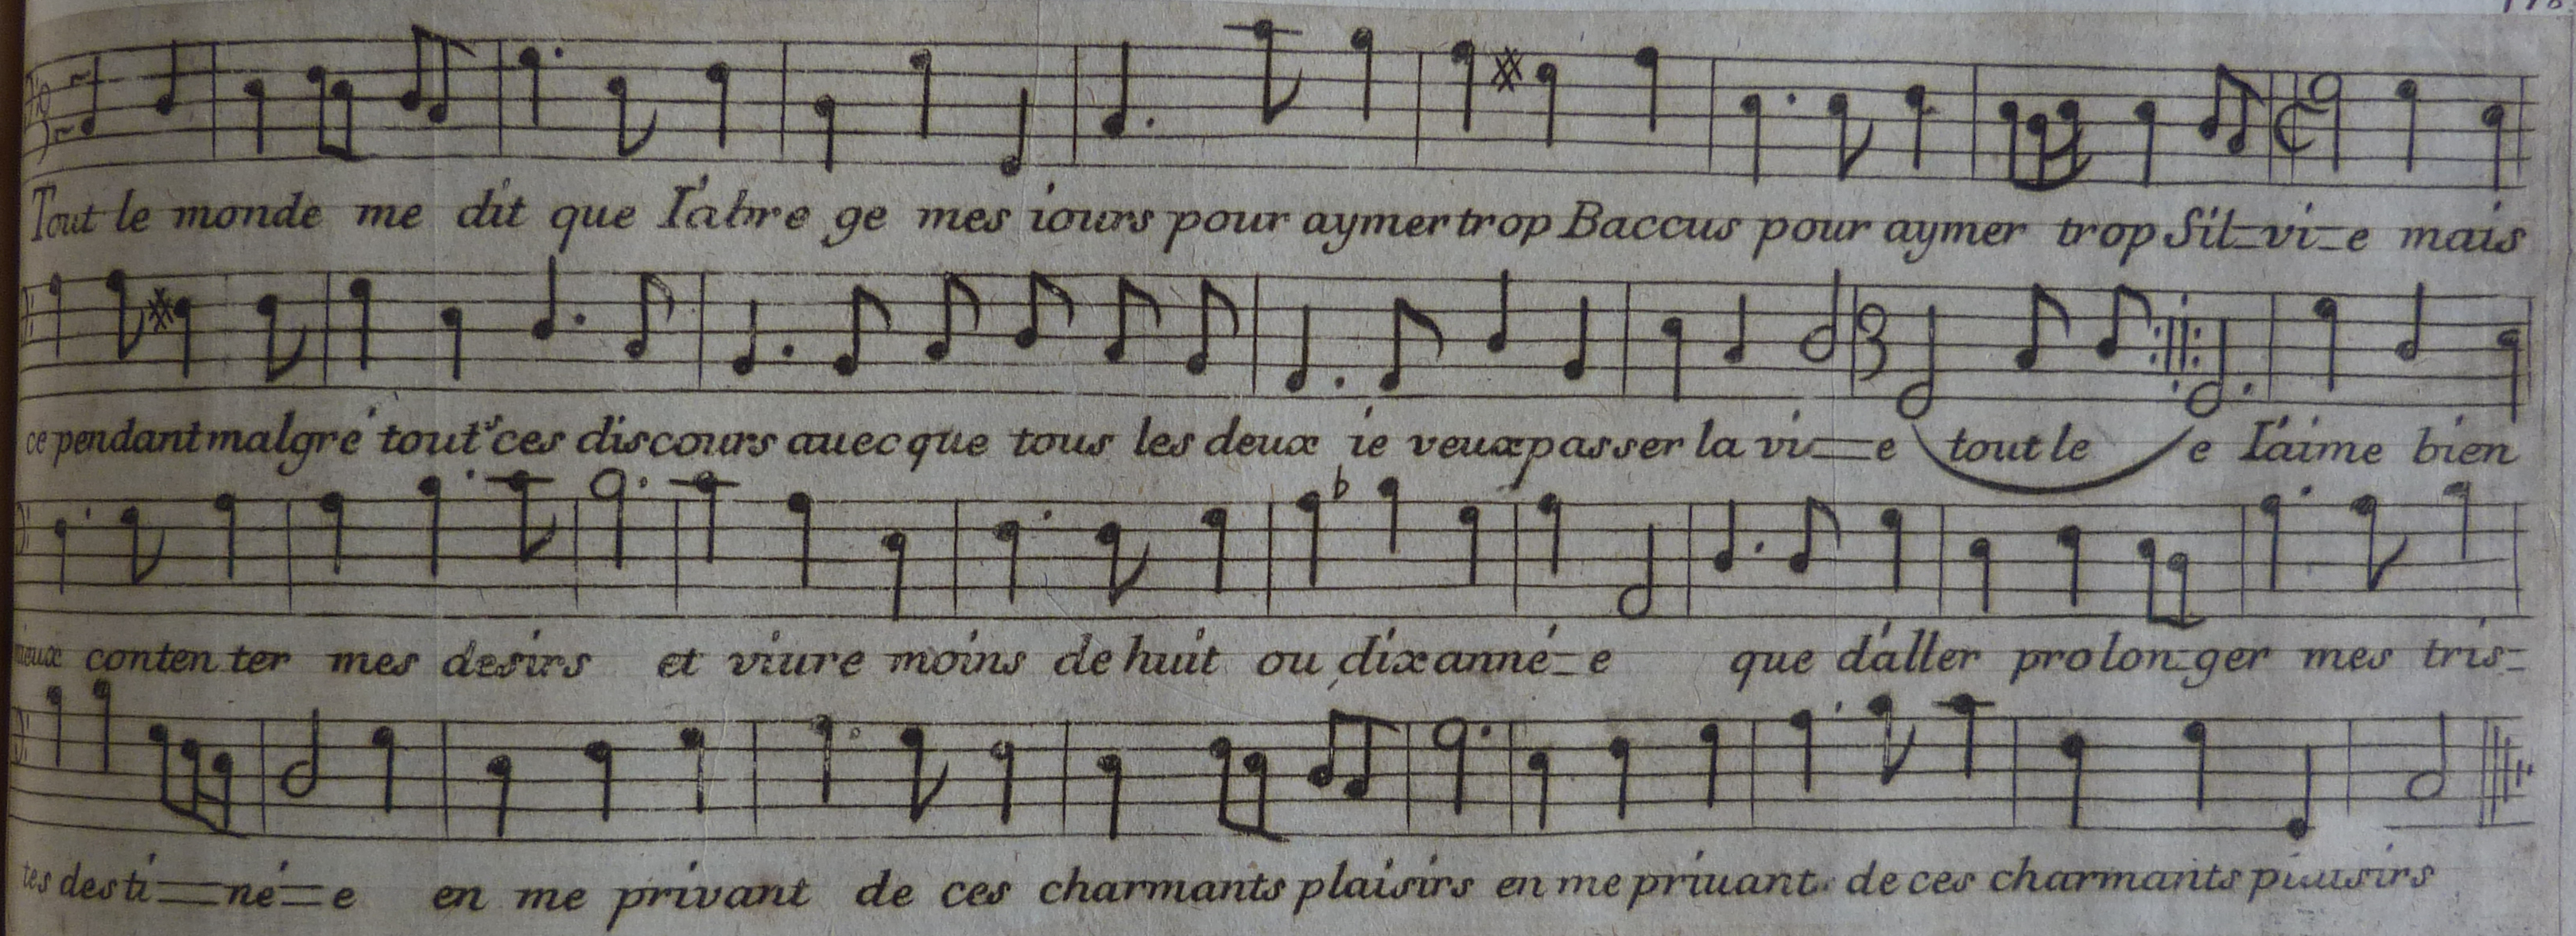 Tout le monde me dit que I'abre ge mes iours pour aymer trop Baccus pour aymer trop Sil=vi=e mais
ce pendant malgré tout ces discours auecque tous les deux ie veux passer la vi=e tout le e I'aime bien
mieux contenter mes desirs et viure moins de huit ou dix anné=e que d'aller prolon=ger mes tris=
tes desti=né=e en me privant de ces charmants plaisirs en me priuant de ces charmants plaisirs